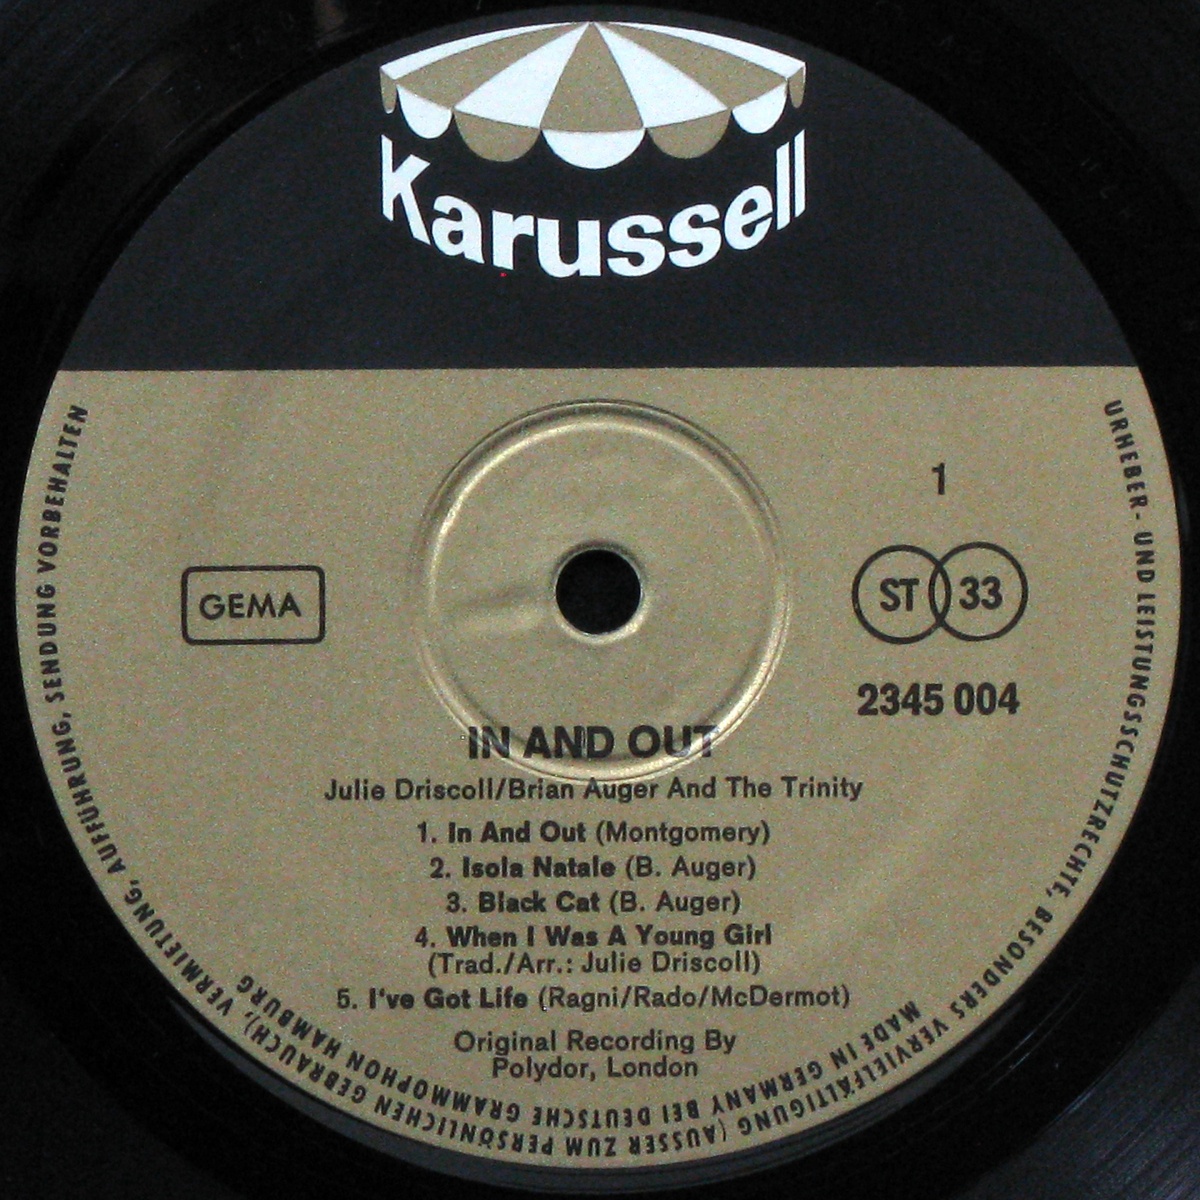 Karussell
1
GEMA
ST 33
2345 004
IN AND OUT
Julie Driscoll/Brian Auger And The Trinity
1. In And Out (Montgomery)
2. Isola Natale (B. Auger)
3. Black Cat (B. Auger)
4. When I Was A Young Girl
(Trad./Arr.: Julie Driscoll)
5. I've Got Life (Ragni/Rado/McDermot)
Original Recording By
Polydor, London
URHEBER- UND LEISTUNGSSCHUTZRECHTE, BESONDERS VERVIELFÄLTIGUNG (AUSSER ZUM PERSÖNLICHEN GEBRAUCH), VERMIETUNG, AUFFÜHRUNG, SENDUNG VORBEHALTEN
MADE IN GERMANY BEI DEUTSCHE GRAMMOPHON HAMBURG